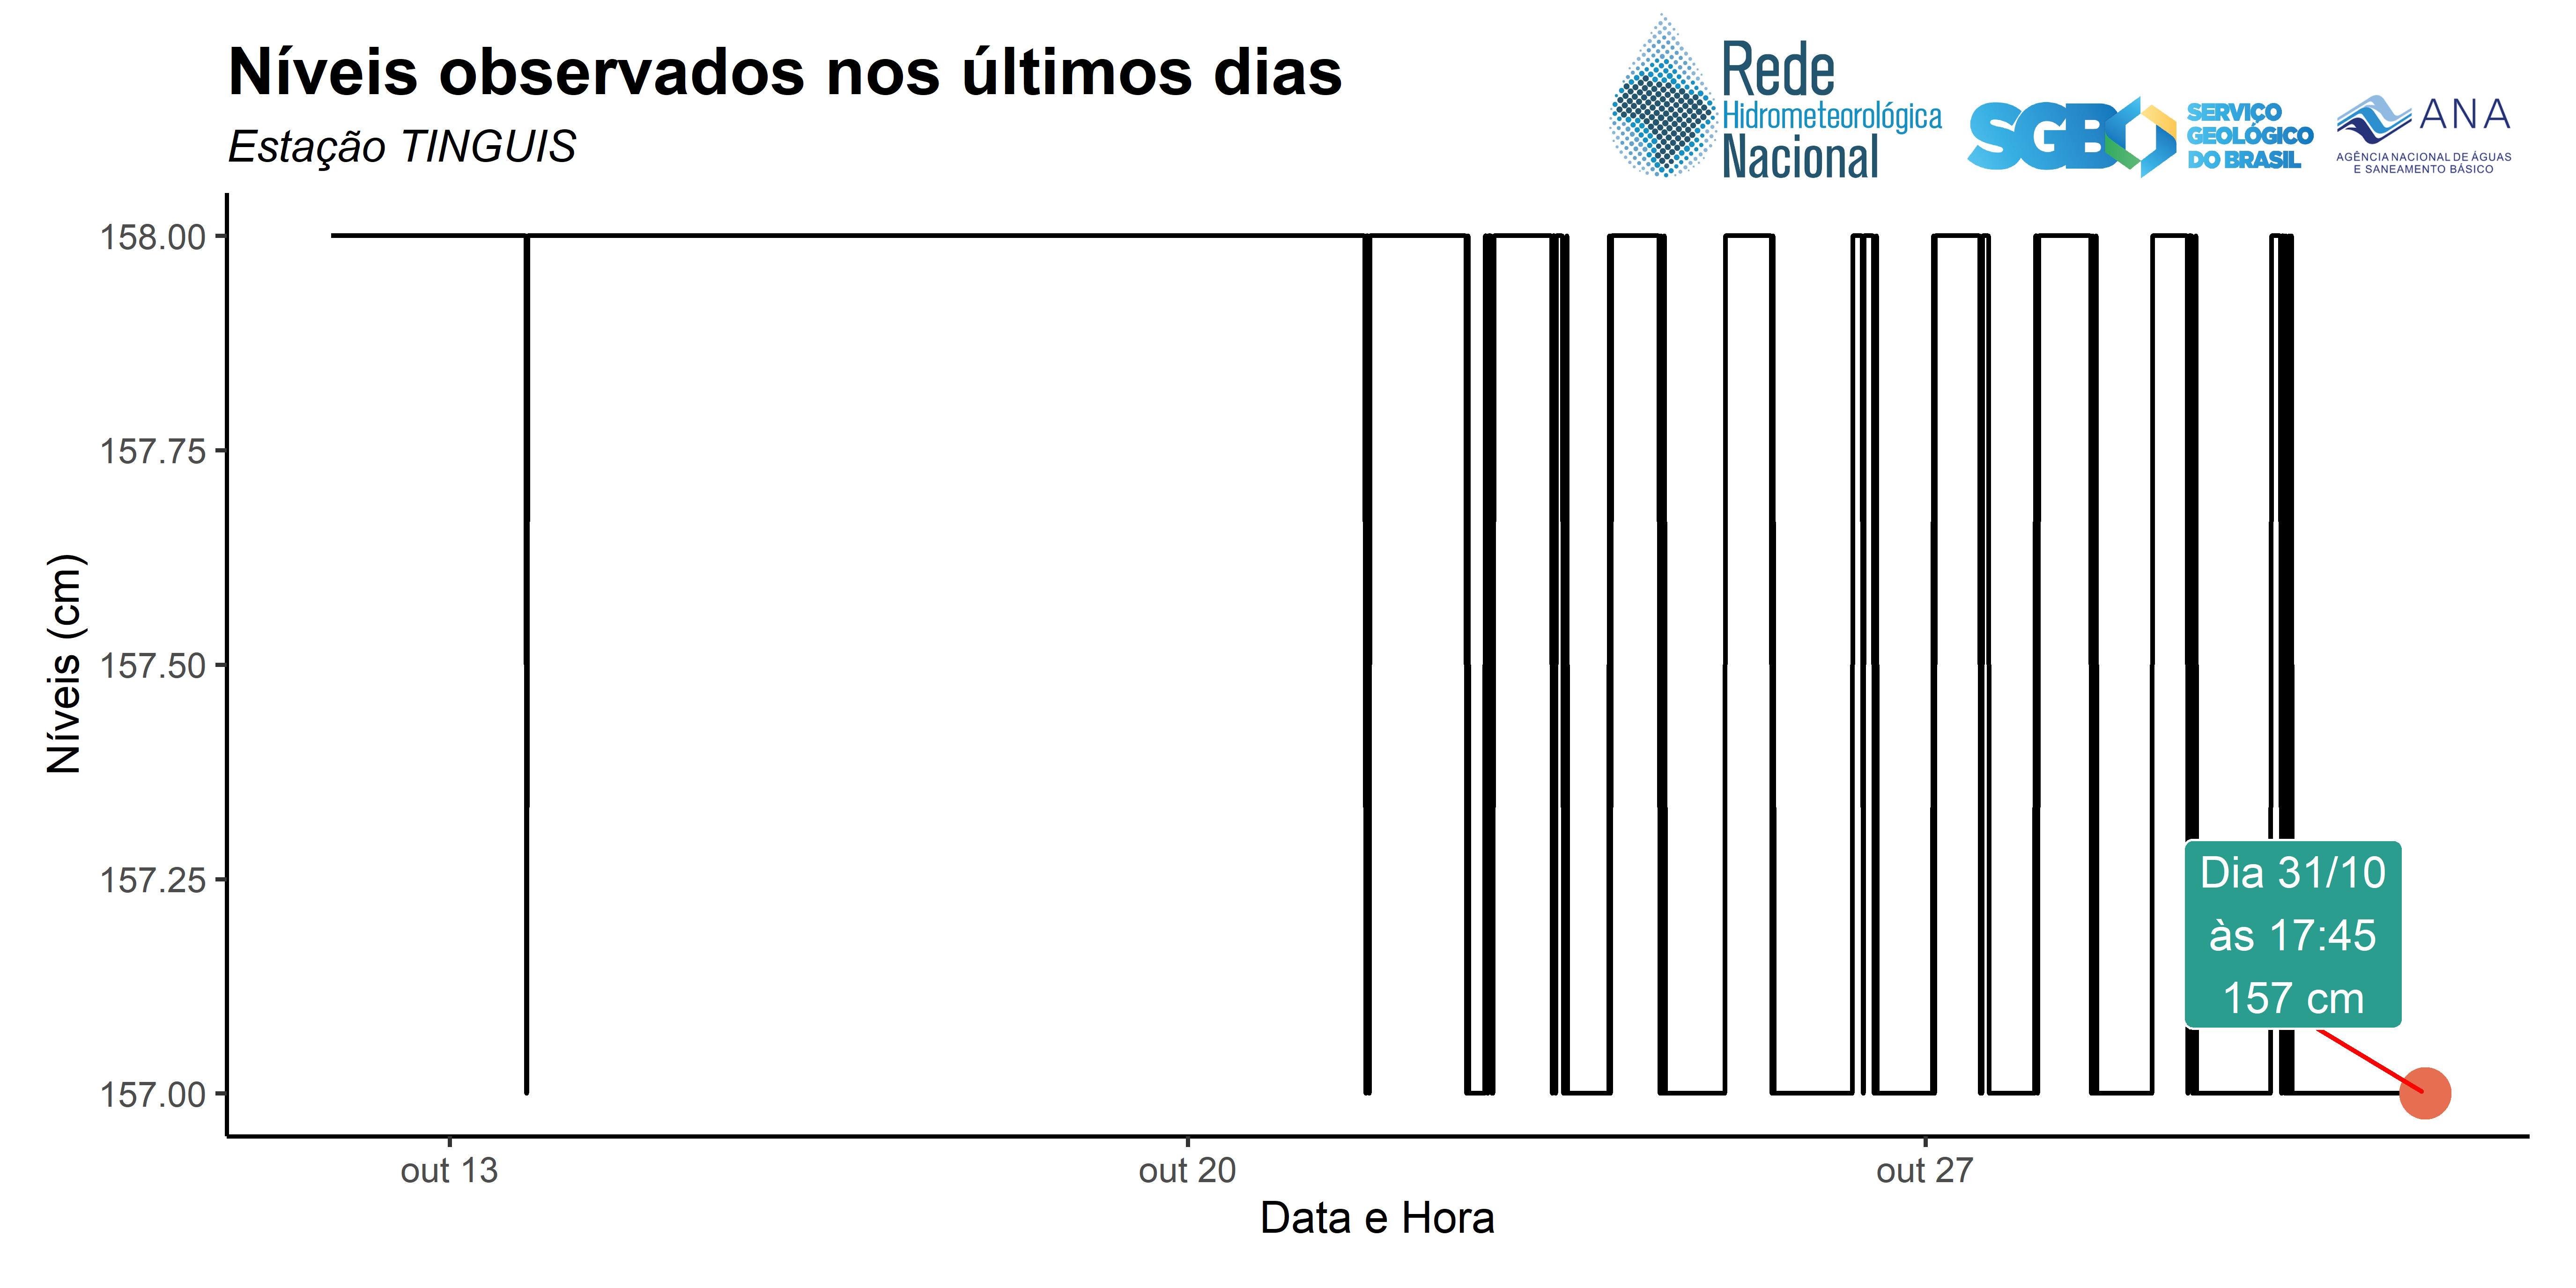 Níveis observados nos últimos dias
Estação TINGUIS
Rede
Hidrometeorológica
Nacional
SGB
SERVIÇO
GEOLÓGICO
DO BRASIL
ANA
AGÊNCIA NACIONAL DE ÁGUAS
E SANEAMENTO BÁSICO
Níveis (cm)
158.00
157.75
157.50
157.25
157.00
Dia 31/10
às 17:45
157 cm
out 13
out 20
out 27
Data e Hora